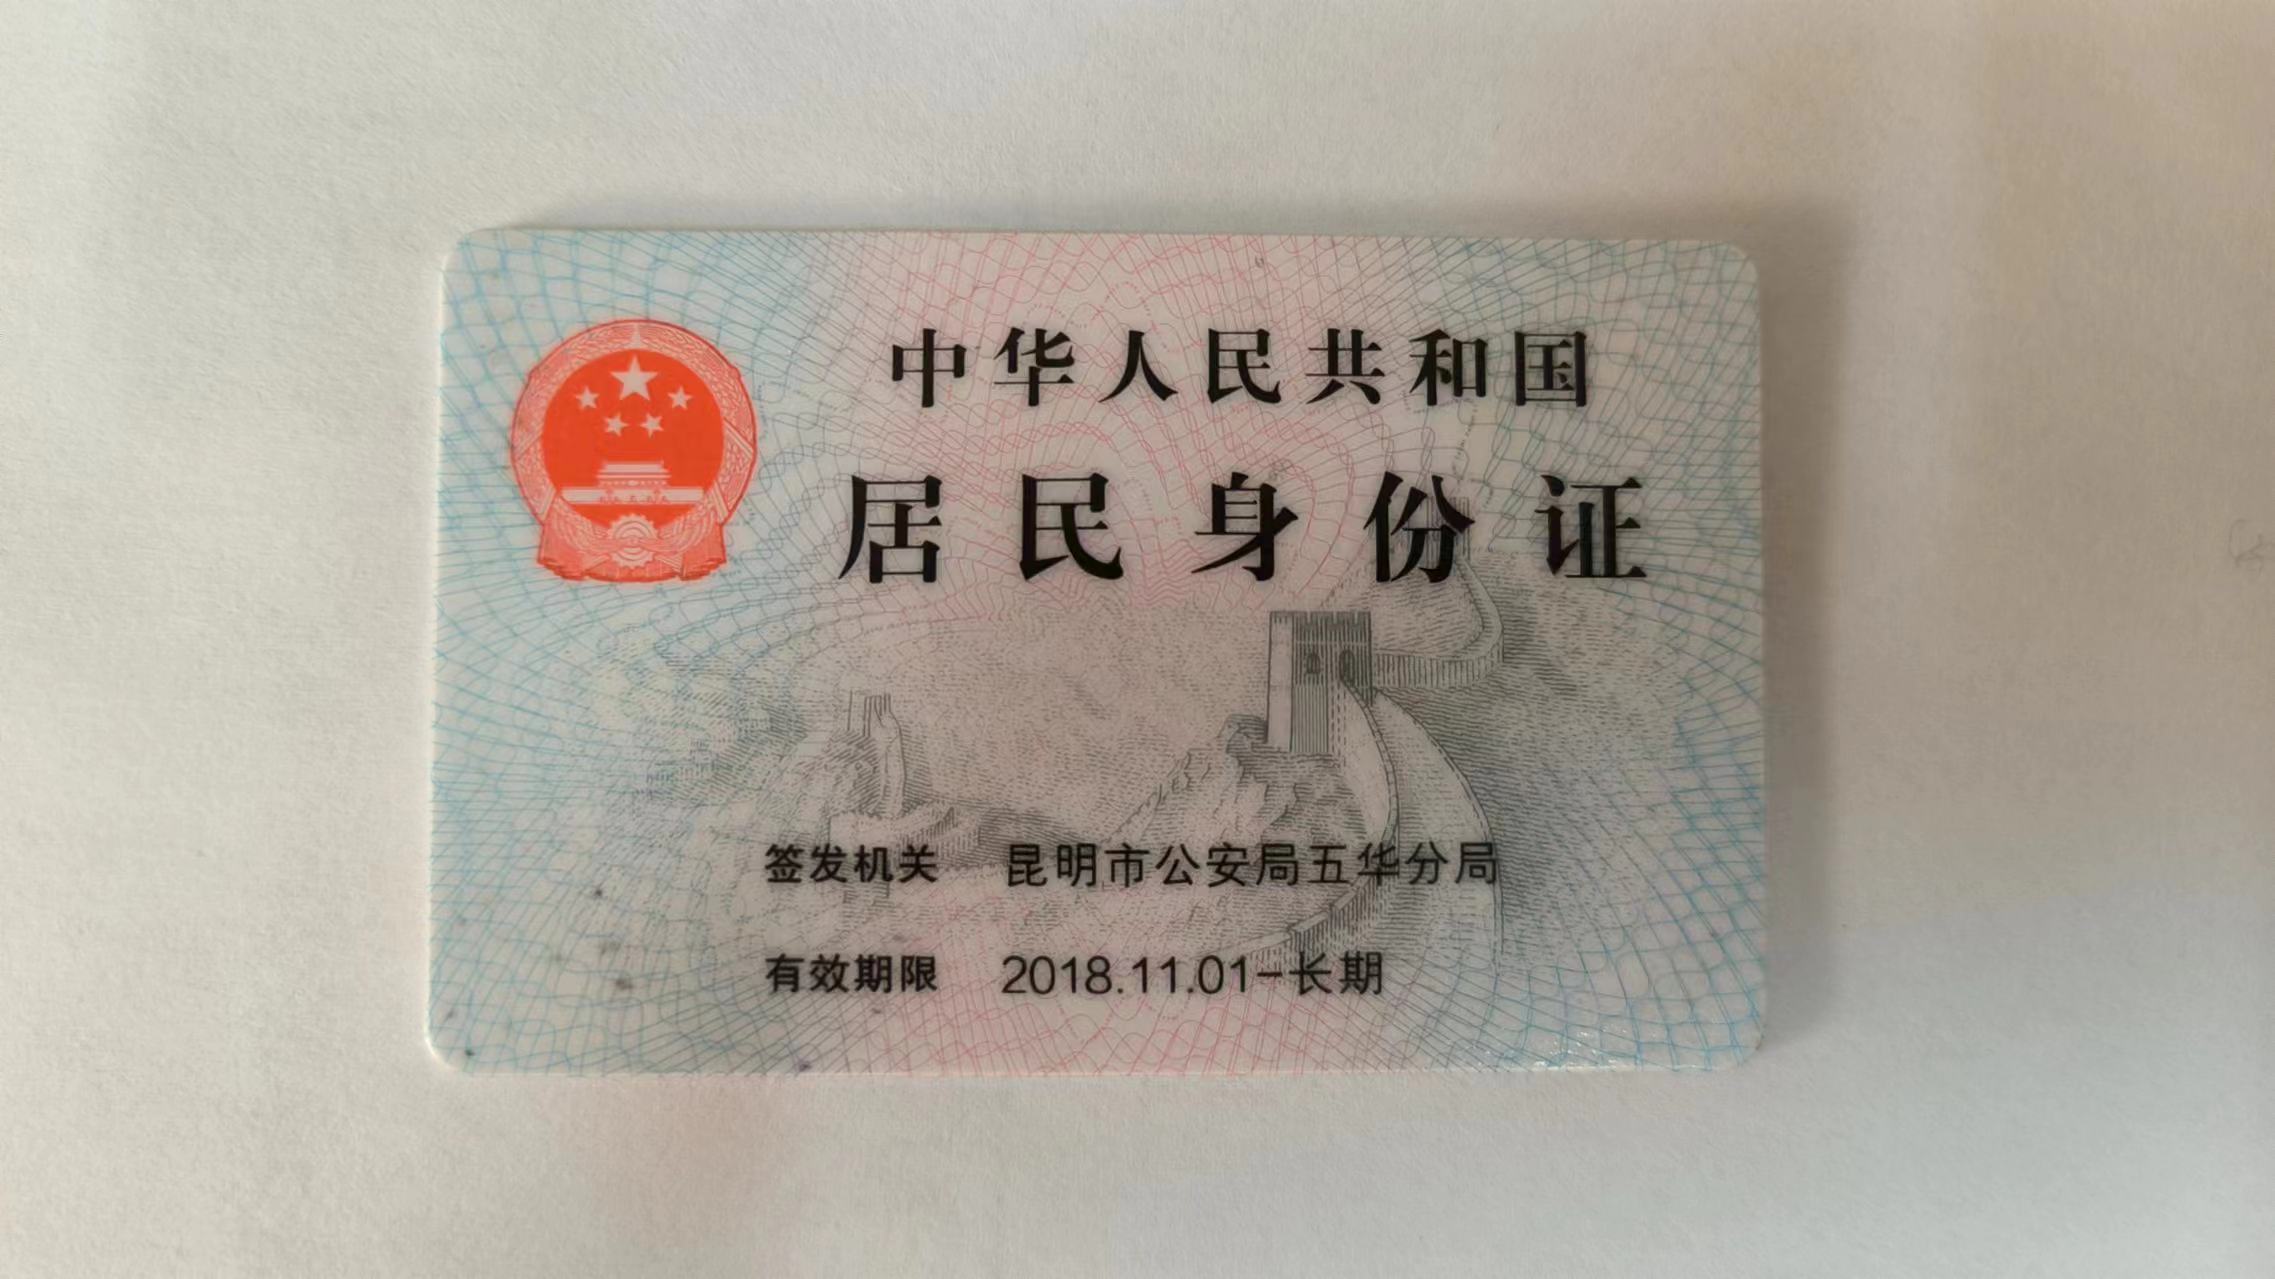 中华人民共和国
居民身份证
签发机关 昆明市公安局五华分局
有效期限 2018.11.01-长期